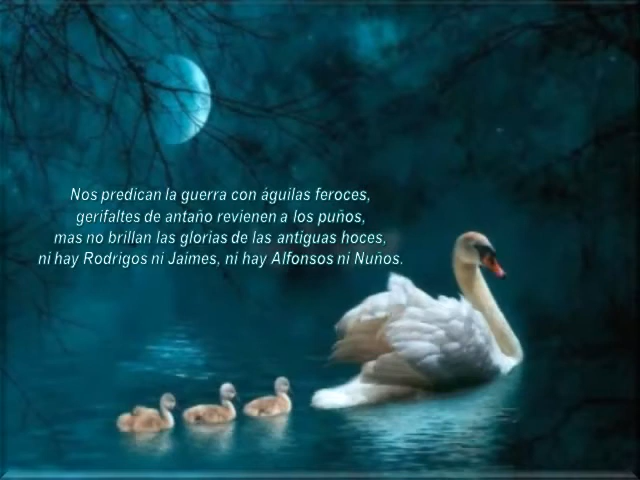 Nos predican la guerra con águilas feroces,
gerifaltes de antaño revienen a los puños,
mas no brillan las glorias de las antiguas hoces,
ni hay Rodrigos ni Jaimes, ni hay Alfonsos ni Nuños.